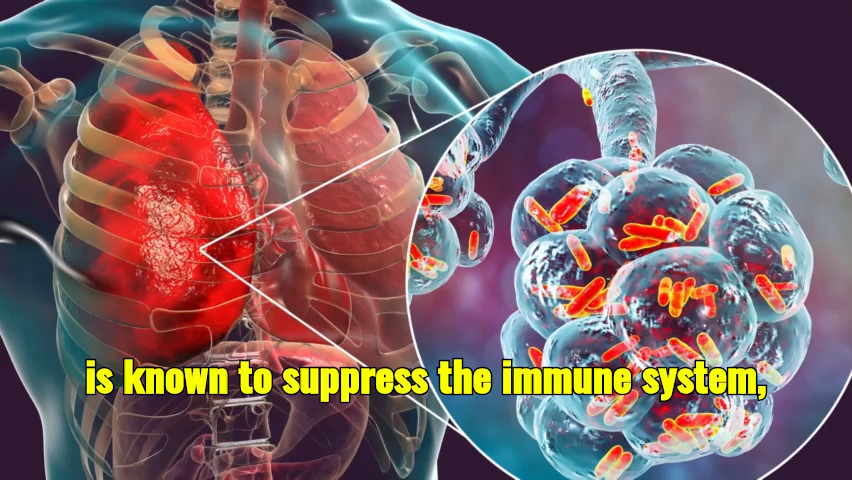 is known to suppress the immune system,